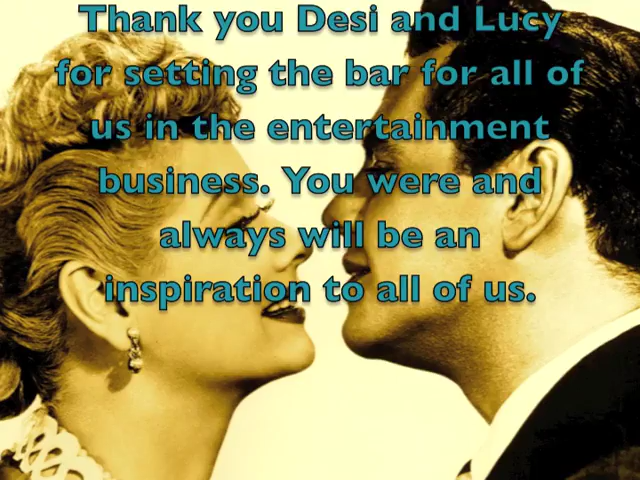 Thank you Desi and Lucy
for setting the bar for all of
us in the entertainment
business. You were and
always will be an
inspiration to all of us.